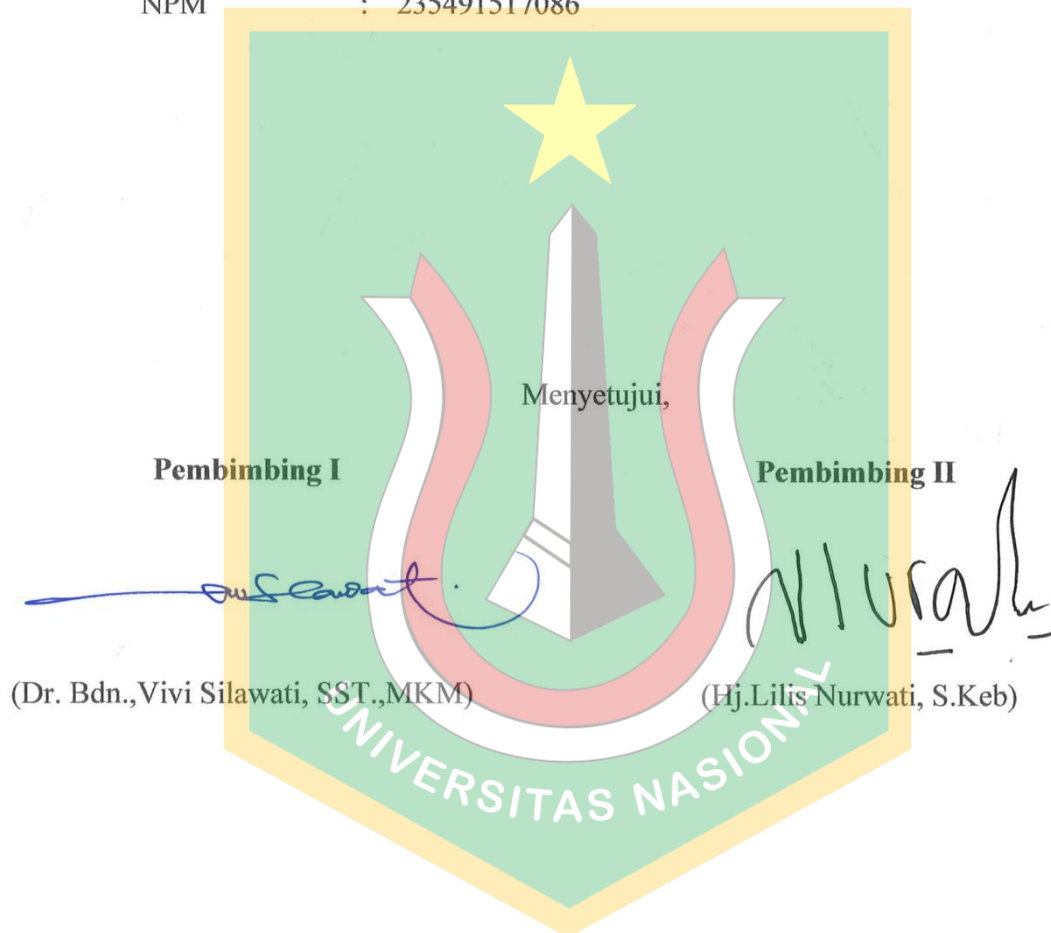 NPM : 235491517086
Menyetujui,
Pembimbing I Pembimbing II
(Dr. Bdn.,Vivi Silawati, SST.,MKM) (Hj.Lilis Nurwati, S.Keb)
UNIVERSITAS NASIONAL